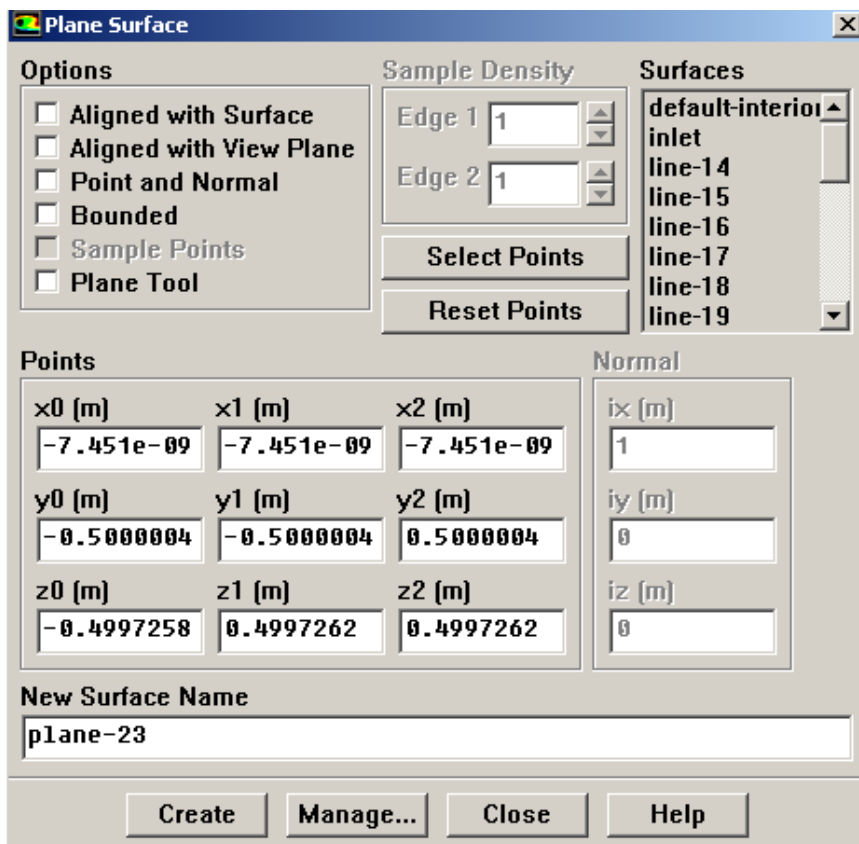 Plane Surface
Options
Aligned with Surface
Aligned with View Plane
Point and Normal
Bounded
Sample Points
Plane Tool
Sample Density
Edge 1 1
Edge 2 1
Select Points
Reset Points
Surfaces
default-interior
inlet
line-14
line-15
line-16
line-17
line-18
line-19
Points
x0 (m) x1 (m) x2 (m)
-7.451e-09 -7.451e-09 -7.451e-09
y0 (m) y1 (m) y2 (m)
-0.5000004 -0.5000004 0.5000004
z0 (m) z1 (m) z2 (m)
-0.4997258 0.4997262 0.4997262
Normal
ix (m)
1
iy (m)
0
iz (m)
0
New Surface Name
plane-23
Create Manage... Close Help